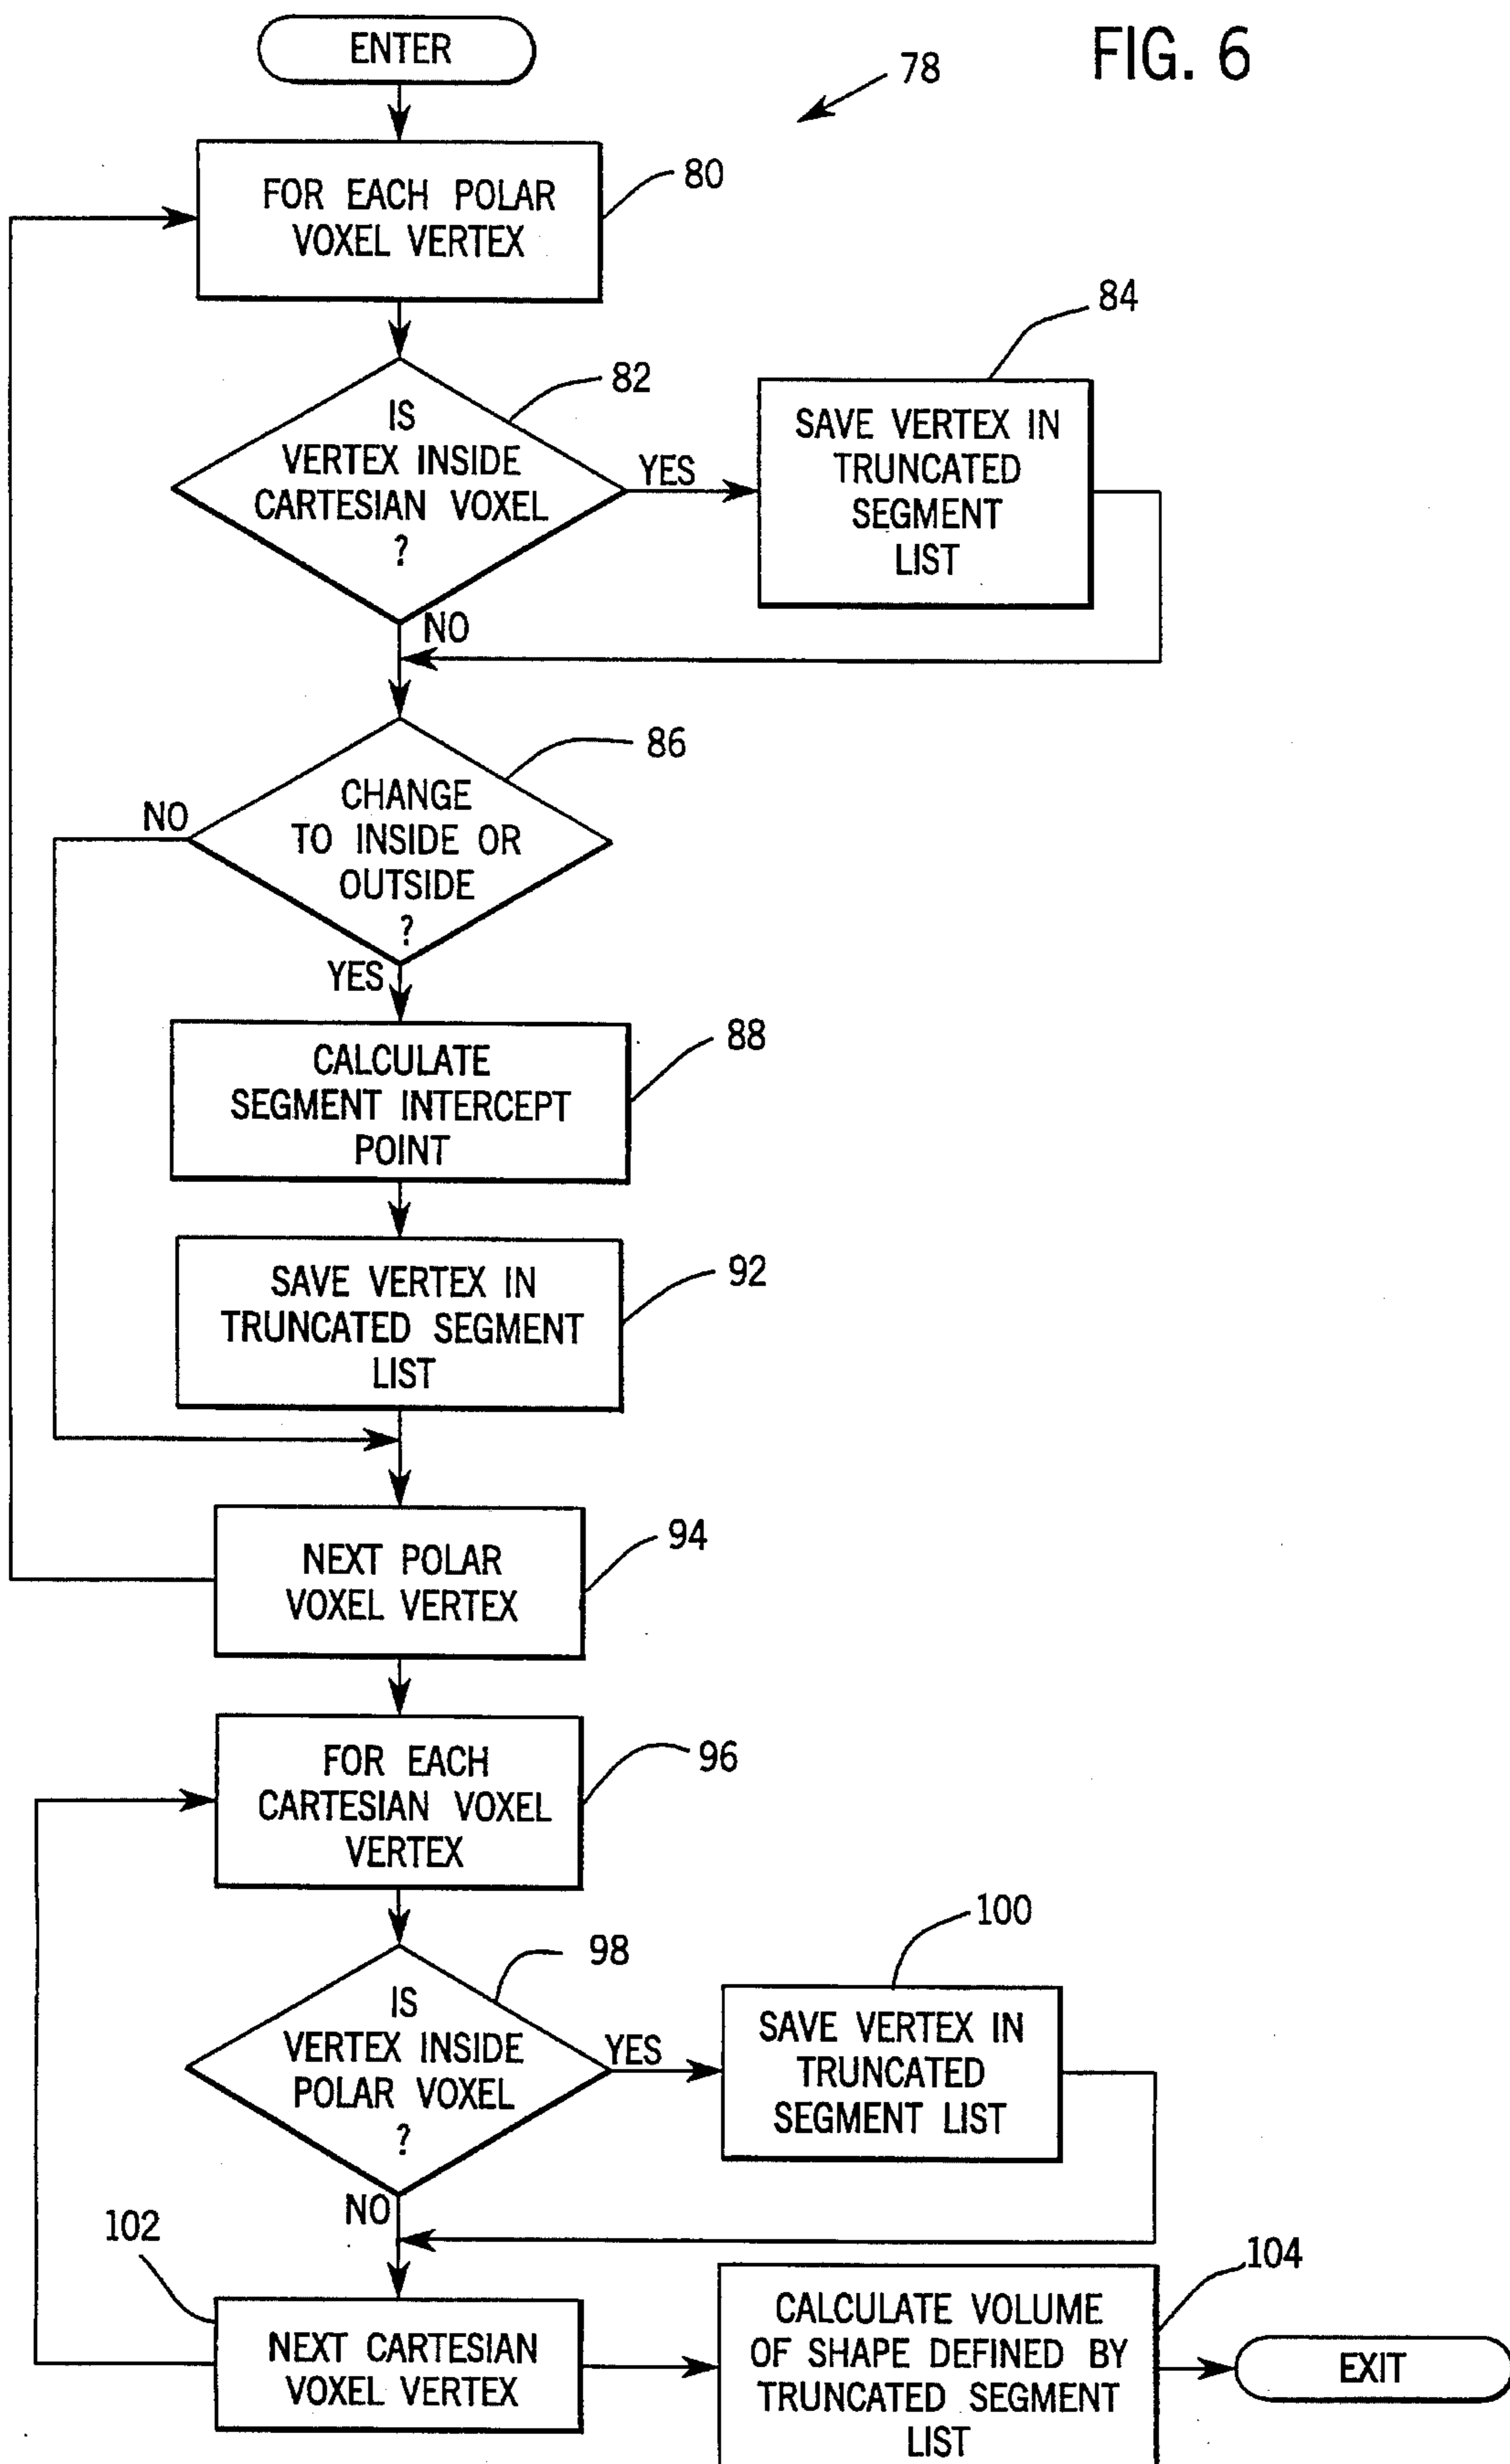 FIG. 6
78
ENTER
FOR EACH POLAR
VOXEL VERTEX
80
IS
VERTEX INSIDE
CARTESIAN VOXEL
?
82
YES
NO
SAVE VERTEX IN
TRUNCATED
SEGMENT
LIST
84
CHANGE
TO INSIDE OR
OUTSIDE
?
86
NO
YES
CALCULATE
SEGMENT INTERCEPT
POINT
88
SAVE VERTEX IN
TRUNCATED SEGMENT
LIST
92
NEXT POLAR
VOXEL VERTEX
94
FOR EACH
CARTESIAN VOXEL
VERTEX
96
IS
VERTEX INSIDE
POLAR VOXEL
?
98
YES
NO
SAVE VERTEX IN
TRUNCATED
SEGMENT LIST
100
102
NEXT CARTESIAN
VOXEL VERTEX
CALCULATE VOLUME
OF SHAPE DEFINED BY
TRUNCATED SEGMENT
LIST
104
EXIT